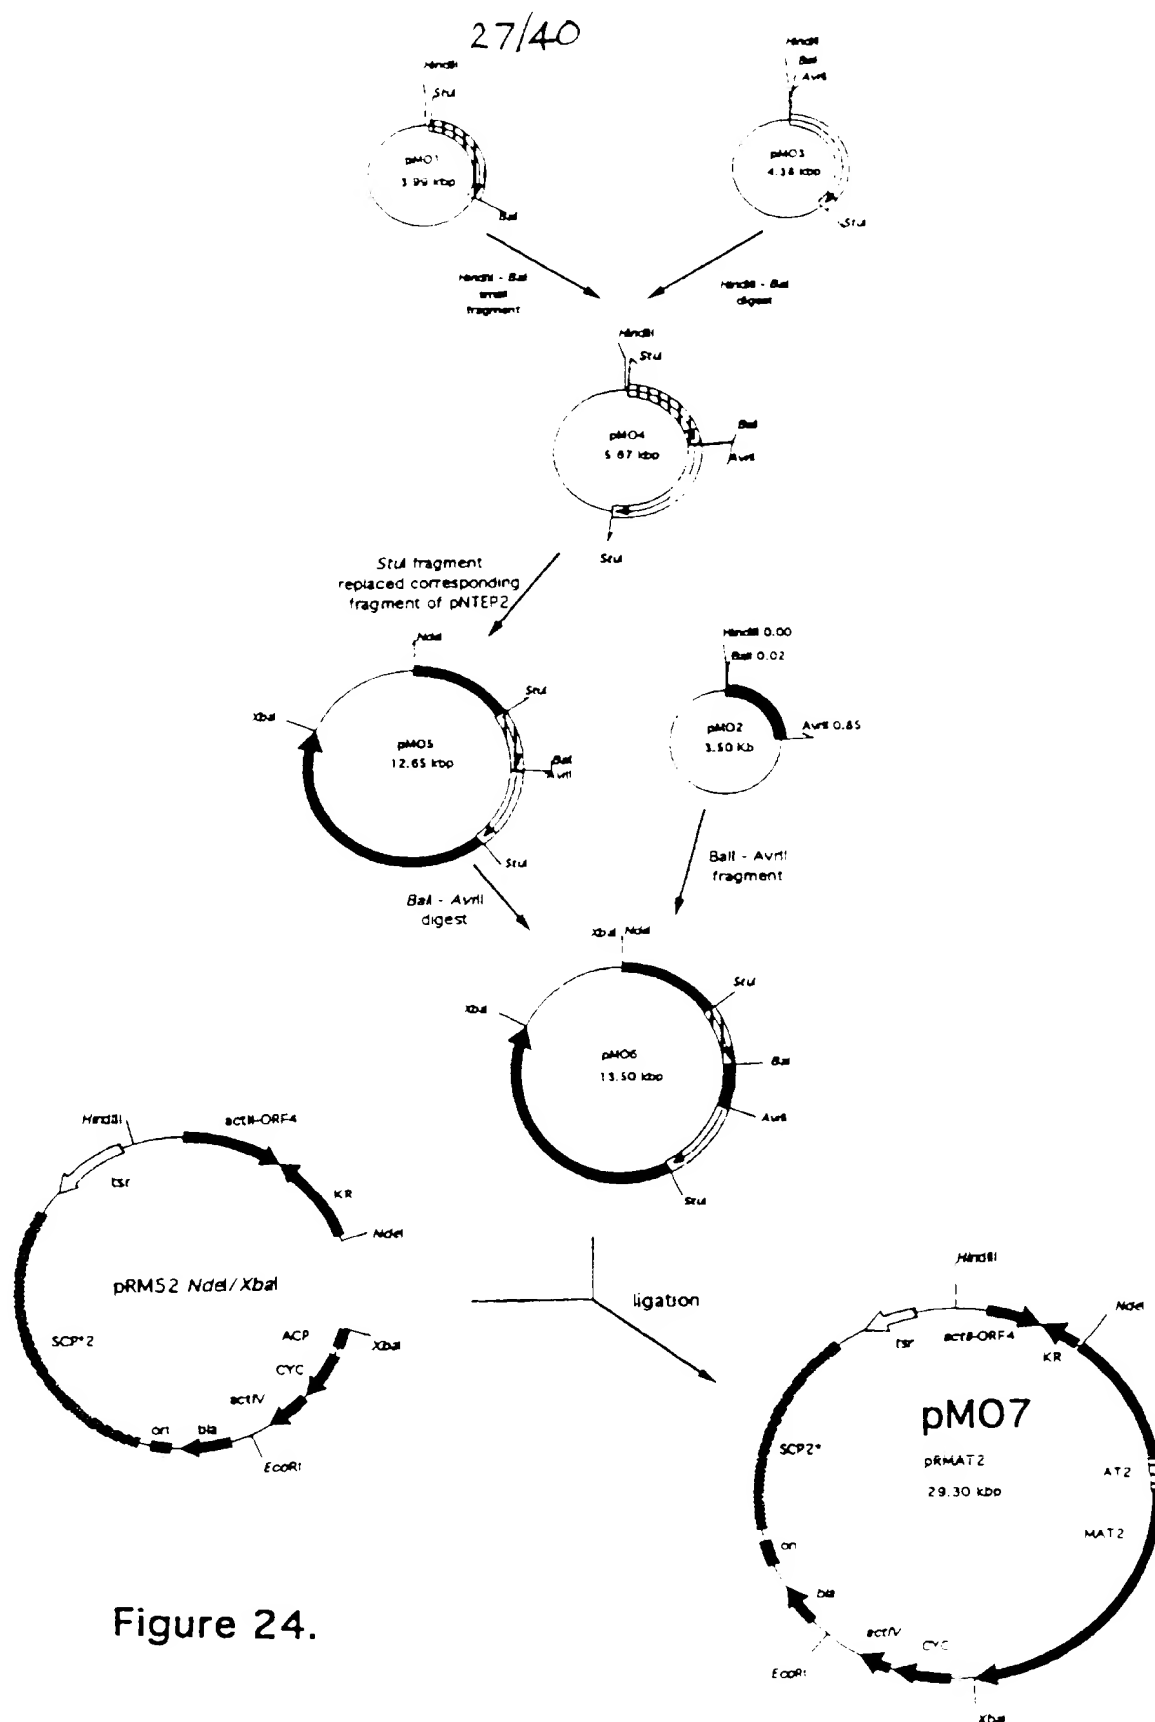 27/40
HindIII
StuI
pMO1
3.99 kbp
BalI
HindIII
BalI
AvrII
pMO3
4.38 kbp
StuI
HindIII - BalI
small
fragment
HindIII - BalI
digest
HindIII
StuI
pMO4
5.67 kbp
BalI
AvrII
StuI
StuI fragment
replaced corresponding
fragment of pNTEP2
NdeI
StuI
XbaI
pMO5
12.65 kbp
BalI
AvrII
StuI
HindIII 0.00
BalI 0.02
pMO2
3.50 Kb
AvrII 0.85
BalI - AvrII
digest
BalI - AvrII
fragment
XbaI NdeI
StuI
XbaI
pMO6
13.50 kbp
BalI
AvrII
StuI
HindIII
actII-ORF4
tsr
KR
NdeI
pRM52 NdeI/XbaI
SCP*2
ACP
XbaI
CYC
actIV
ori
bla
EcoRI
ligation
HindIII
NdeI
tsr
actII-ORF4
KR
pMO7
pRMAT2
29.30 kbp
SCP2*
AT2
MAT2
ori
bla
actIV
CYC
EcoRI
XbaI
Figure 24.